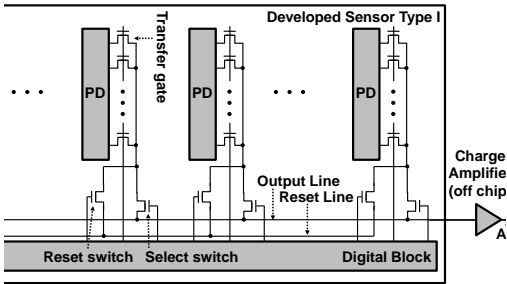 Developed Sensor Type I
Transfer gate
PD
PD
PD
Charge
Amplifie
(off chip
A
Output Line
Reset Line
Reset switch
Select switch
Digital Block